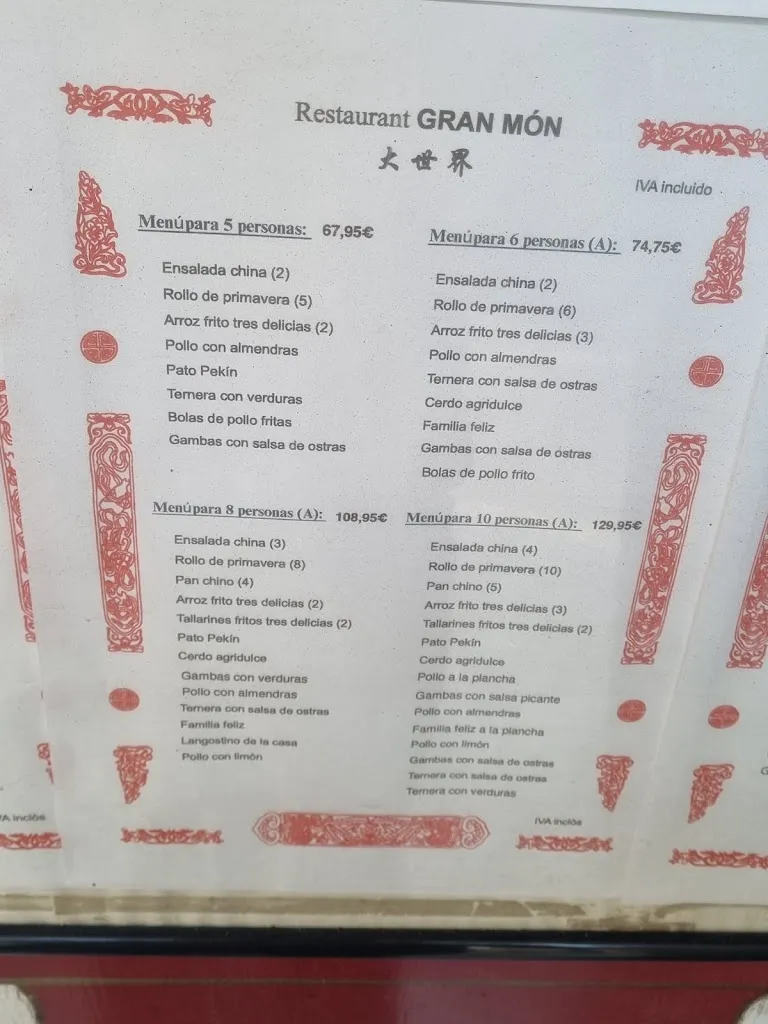 Restaurant GRAN MÓN
大世界
IVA incluido
Menúpara 5 personas: 67,95€
Ensalada china (2)
Rollo de primavera (5)
Arroz frito tres delicias (2)
Pollo con almendras
Pato Pekín
Ternera con verduras
Bolas de pollo fritas
Gambas con salsa de ostras
Menúpara 6 personas (A): 74,75€
Ensalada china (2)
Rollo de primavera (6)
Arroz frito tres delicias (3)
Pollo con almendras
Ternera con salsa de ostras
Cerdo agridulce
Familia feliz
Gambas con salsa de ostras
Bolas de pollo frito
Menúpara 8 personas (A): 108,95€
Ensalada china (3)
Rollo de primavera (8)
Pan chino (4)
Arroz frito tres delicias (2)
Tallarines fritos tres delicias (2)
Pato Pekín
Cerdo agridulce
Gambas con verduras
Pollo con almendras
Ternera con salsa de ostras
Familia feliz
Langostino de la casa
Pollo con limón
Menúpara 10 personas (A): 129,95€
Ensalada china (4)
Rollo de primavera (10)
Pan chino (5)
Arroz frito tres delicias (3)
Tallarines fritos tres delicias (2)
Pato Pekín
Cerdo agridulce
Pollo a la plancha
Gambas con salsa picante
Pollo con almendras
Familia feliz a la plancha
Pollo con limón
Gambas con salsa de ostras
Ternera con salsa de ostras
Ternera con verduras
VA inclòs
IVA inclòs